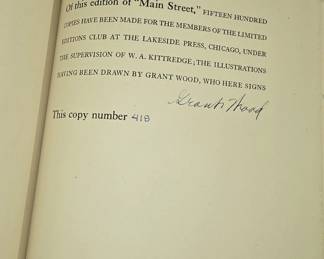 Of this edition of "Main Street," FIFTEEN HUNDRED
COPIES HAVE BEEN MADE FOR THE MEMBERS OF THE LIMITED
EDITIONS CLUB AT THE LAKESIDE PRESS, CHICAGO, UNDER
THE SUPERVISION OF W. A. KITTREDGE; THE ILLUSTRATIONS
HAVING BEEN DRAWN BY GRANT WOOD, WHO HERE SIGNS
Grant Wood
This copy number 418